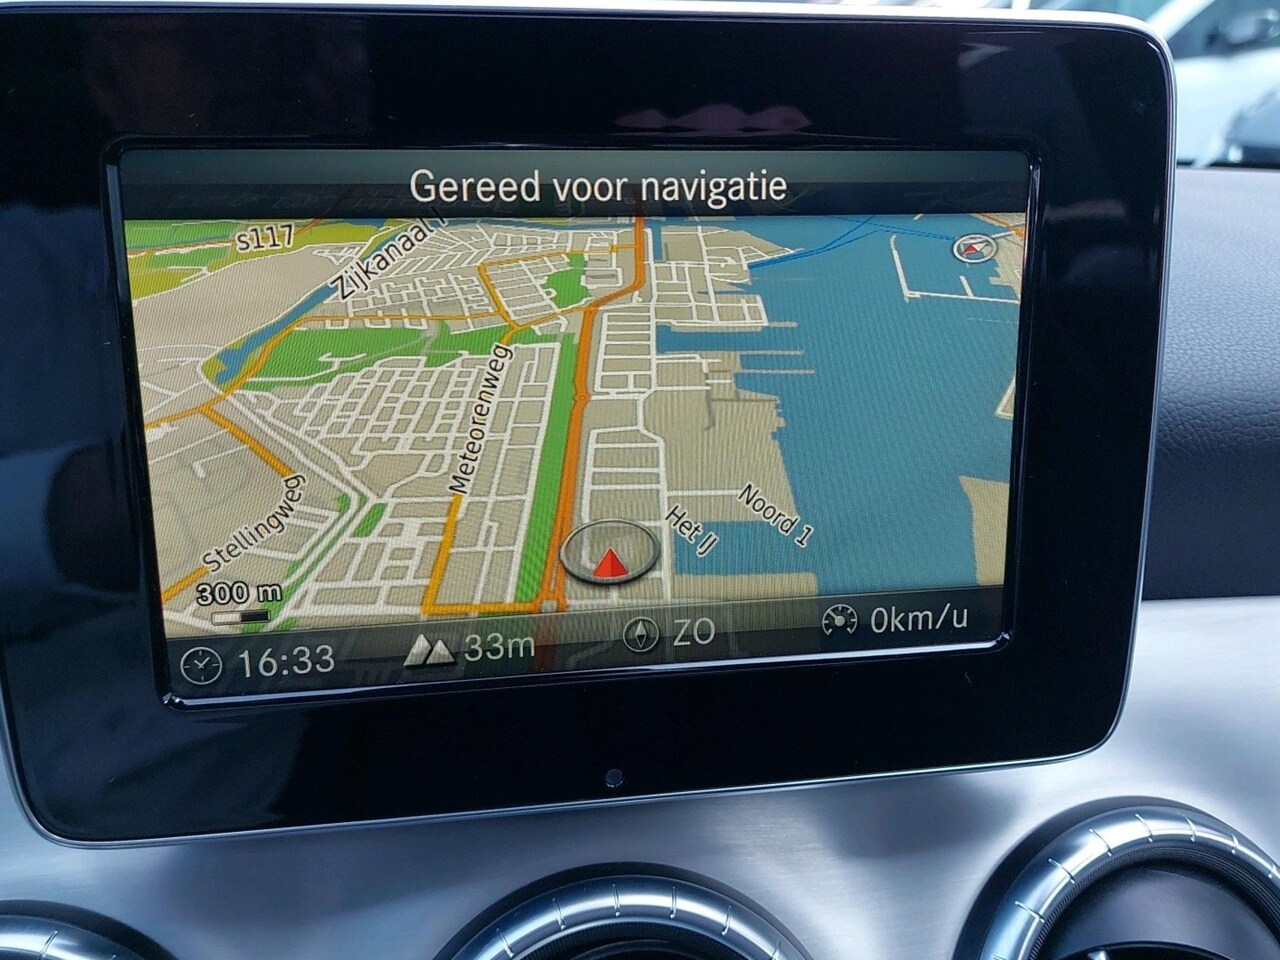 Gereed voor navigatie
s117
Zijkanaal I
Meteorenweg
Stellingweg
Noord 1
Het IJ
300 m
16:33
33m
ZO
0km/u